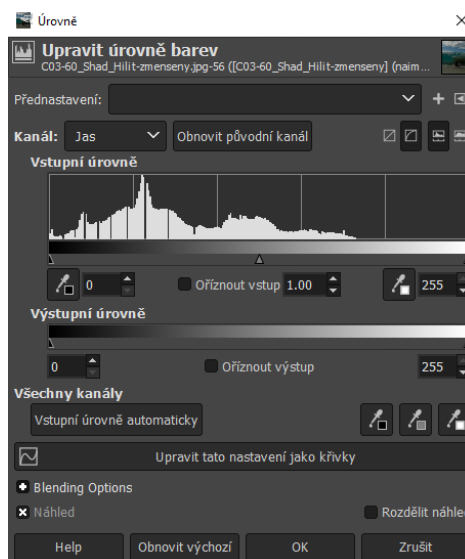 Úrovně
Upravit úrovně barev
C03-60_Shad_Hilit-zmenseny.jpg-56 ([C03-60_Shad_Hilit-zmenseny] (naim…
Přednastavení:
Kanál: Jas Obnovit původní kanál
Vstupní úrovně
0 Oříznout vstup 1.00 255
Výstupní úrovně
0 Oříznout výstup 255
Všechny kanály
Vstupní úrovně automaticky
Upravit tato nastavení jako křivky
Blending Options
Náhled Rozdělit náhle
Help Obnovit výchozí OK Zrušit